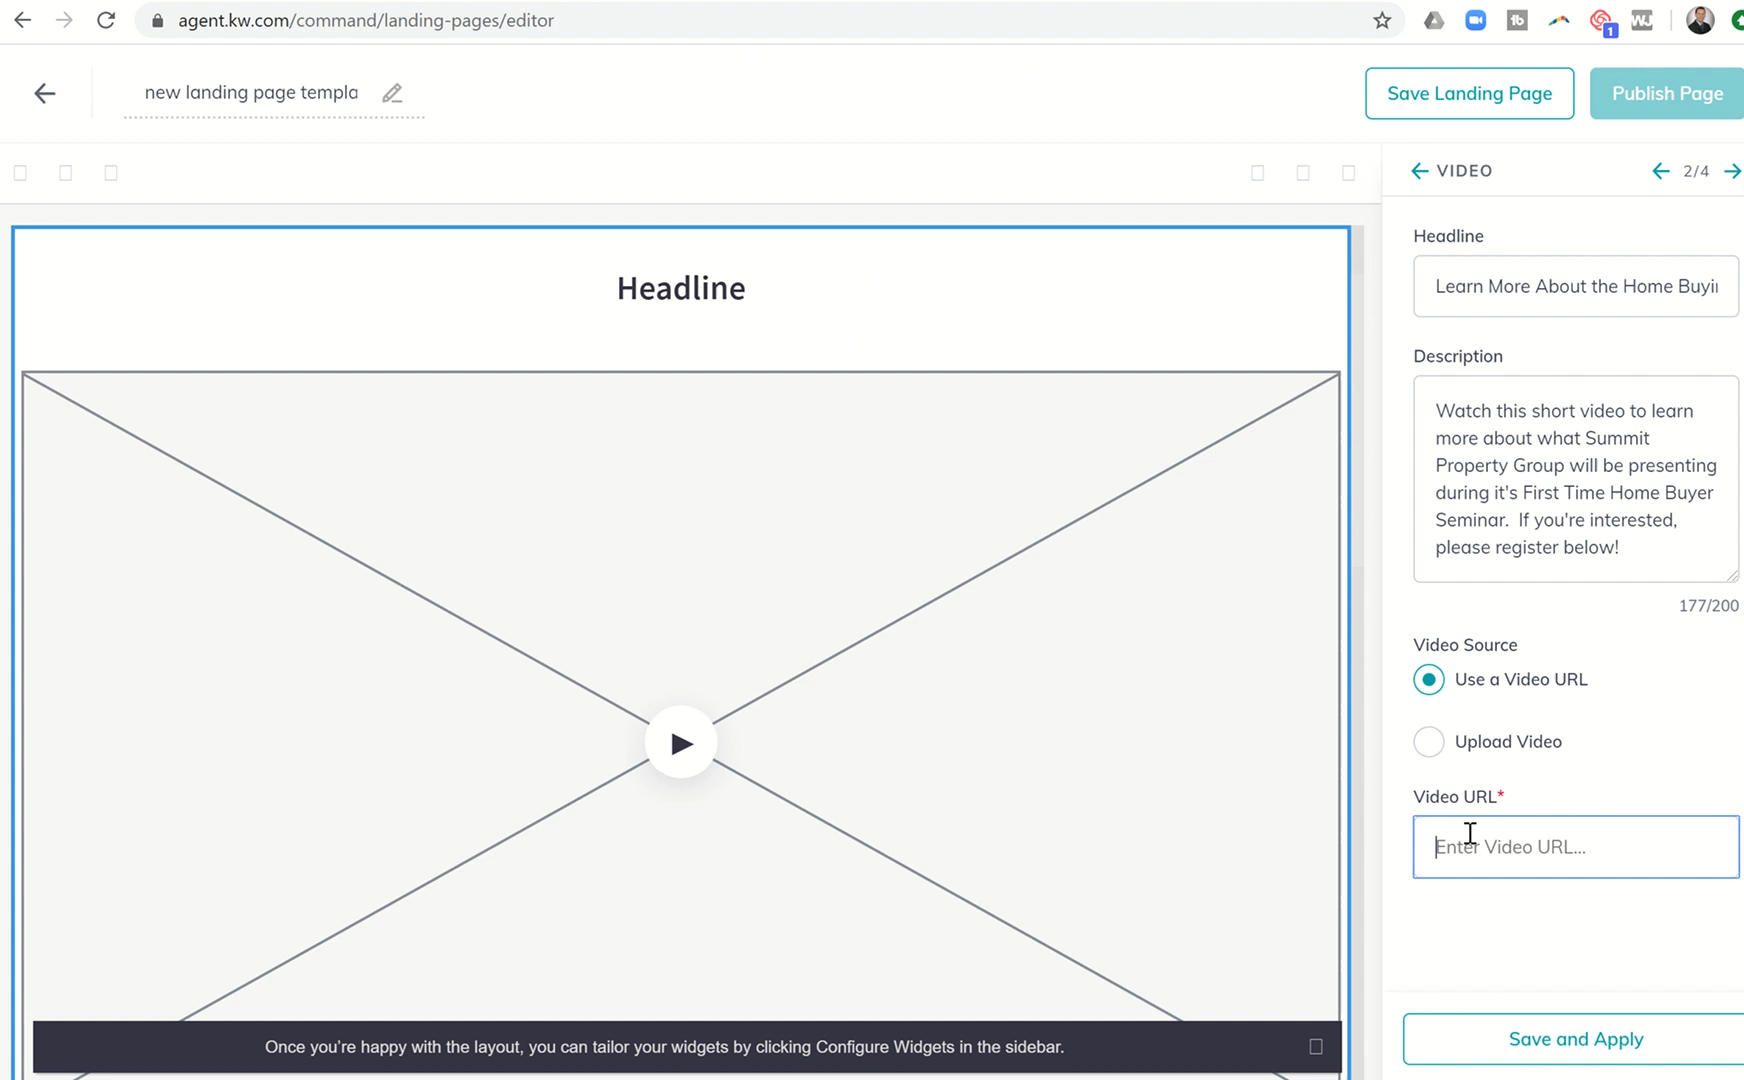 agent.kw.com/command/landing-pages/editor
1
new landing page templa
Save Landing Page
Publish Page
VIDEO
2/4
Headline
Headline
Learn More About the Home Buyi
Description
Watch this short video to learn
more about what Summit
Property Group will be presenting
during it's First Time Home Buyer
Seminar. If you're interested,
please register below!
177/200
Video Source
Use a Video URL
Upload Video
Video URL*
Enter Video URL...
Once you're happy with the layout, you can tailor your widgets by clicking Configure Widgets in the sidebar.
Save and Apply